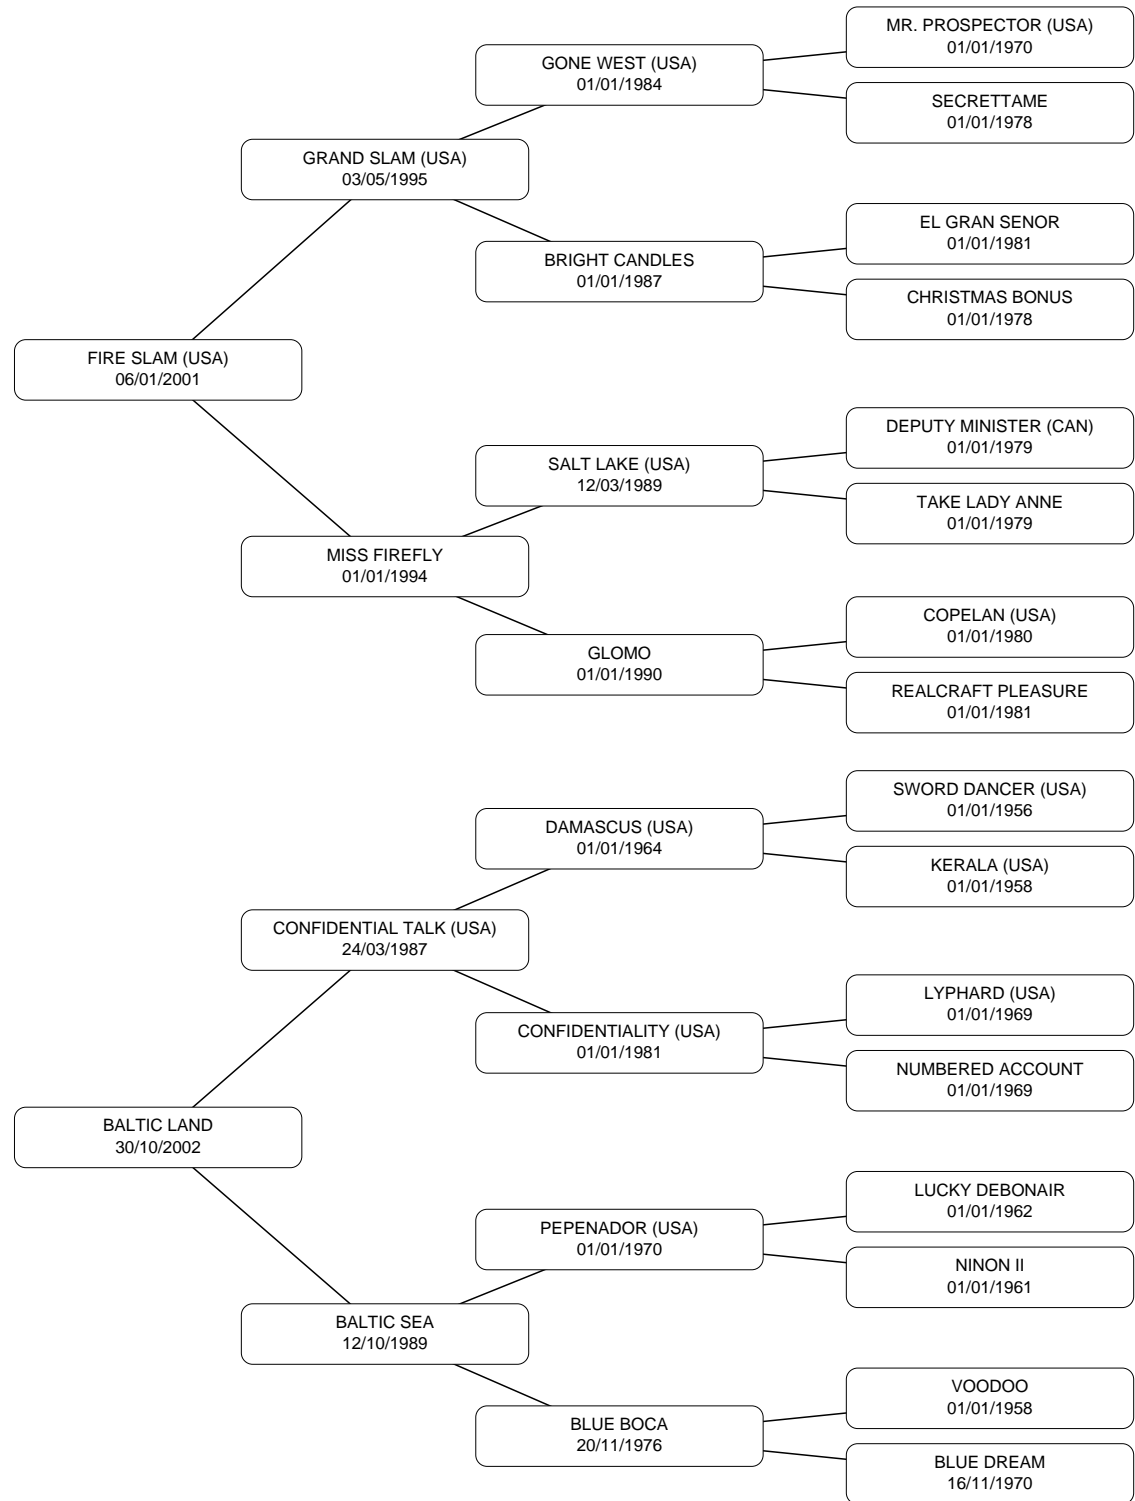 MR. PROSPECTOR (USA)
01/01/1970
GONE WEST (USA)
01/01/1984
SECRETTAME
01/01/1978
GRAND SLAM (USA)
03/05/1995
EL GRAN SENOR
01/01/1981
BRIGHT CANDLES
01/01/1987
CHRISTMAS BONUS
01/01/1978
FIRE SLAM (USA)
06/01/2001
DEPUTY MINISTER (CAN)
01/01/1979
SALT LAKE (USA)
12/03/1989
TAKE LADY ANNE
01/01/1979
MISS FIREFLY
01/01/1994
COPELAN (USA)
01/01/1980
GLOMO
01/01/1990
REALCRAFT PLEASURE
01/01/1981
SWORD DANCER (USA)
01/01/1956
DAMASCUS (USA)
01/01/1964
KERALA (USA)
01/01/1958
CONFIDENTIAL TALK (USA)
24/03/1987
LYPHARD (USA)
01/01/1969
CONFIDENTIALITY (USA)
01/01/1981
NUMBERED ACCOUNT
01/01/1969
BALTIC LAND
30/10/2002
LUCKY DEBONAIR
01/01/1962
PEPENADOR (USA)
01/01/1970
NINON II
01/01/1961
BALTIC SEA
12/10/1989
VOODOO
01/01/1958
BLUE BOCA
20/11/1976
BLUE DREAM
16/11/1970